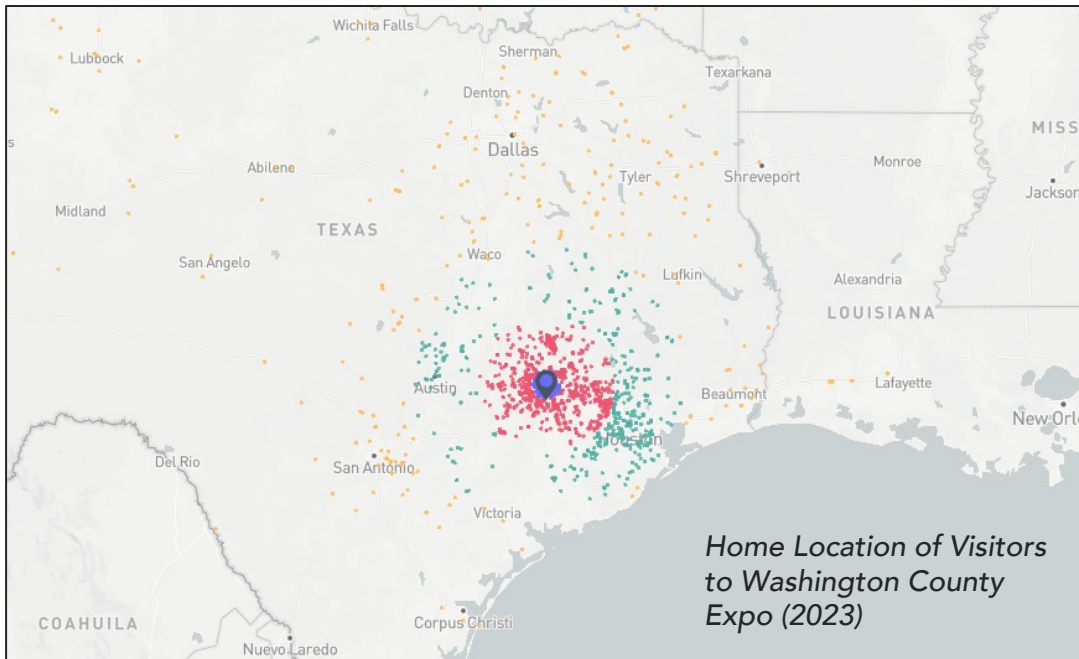 Wichita Falls
Sherman
Lubbock
Texarkana
Denton
MISS
s
Dallas
Monroe
Abilene
Tyler
Shreveport
Jackson
Midland
TEXAS
Waco
San Angelo
Lufkin
Alexandria
LOUISIANA
Austin
Beaumont
Lafayette
New Orl
Houston
Del Rio
San Antonio
Victoria
Home Location of Visitors
to Washington County
Expo (2023)
COAHUILA
Corpus Christi
Nuevo Laredo